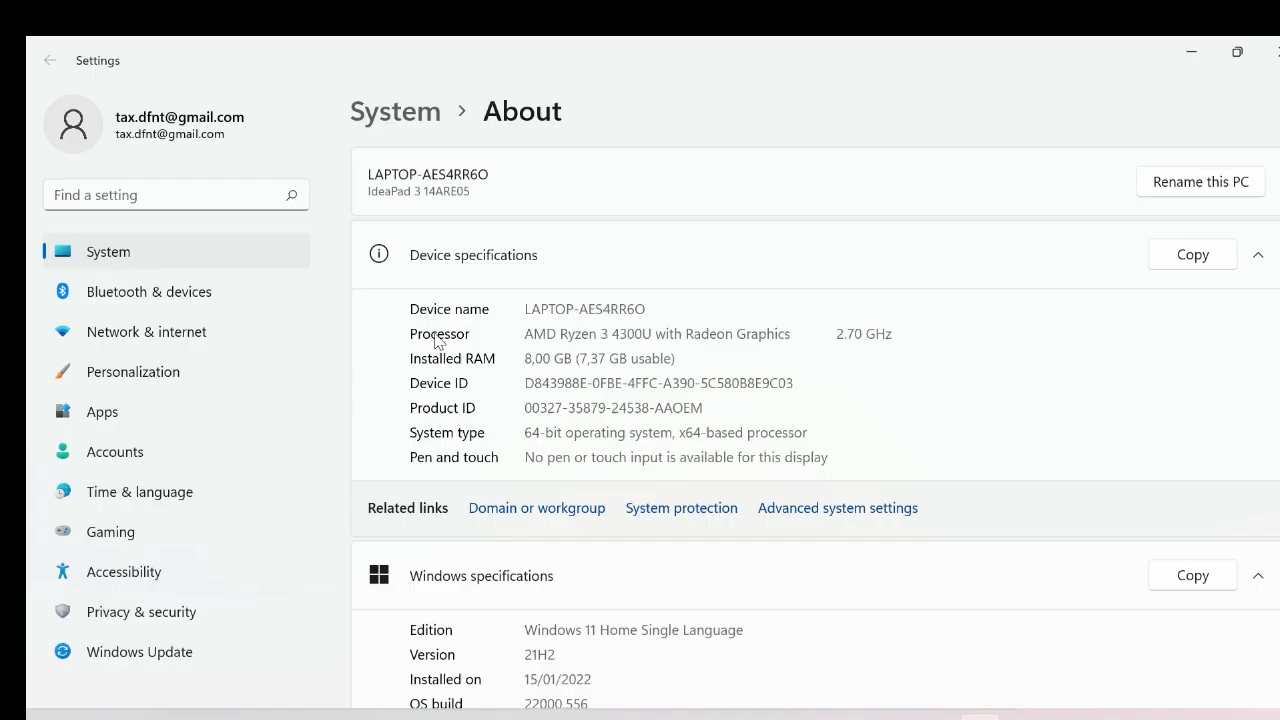 Settings
tax.dfnt@gmail.com
tax.dfnt@gmail.com
Find a setting
System
Bluetooth & devices
Network & internet
Personalization
Apps
Accounts
Time & language
Gaming
Accessibility
Privacy & security
Windows Update
System > About
LAPTOP-AES4RR6O
IdeaPad 3 14ARE05
Rename this PC
Device specifications
Copy
Device name LAPTOP-AES4RR6O
Processor AMD Ryzen 3 4300U with Radeon Graphics 2.70 GHz
Installed RAM 8,00 GB (7,37 GB usable)
Device ID D843988E-0FBE-4FFC-A390-5C580B8E9C03
Product ID 00327-35879-24538-AAOEM
System type 64-bit operating system, x64-based processor
Pen and touch No pen or touch input is available for this display
Related links Domain or workgroup System protection Advanced system settings
Windows specifications
Copy
Edition Windows 11 Home Single Language
Version 21H2
Installed on 15/01/2022
OS build 22000.556